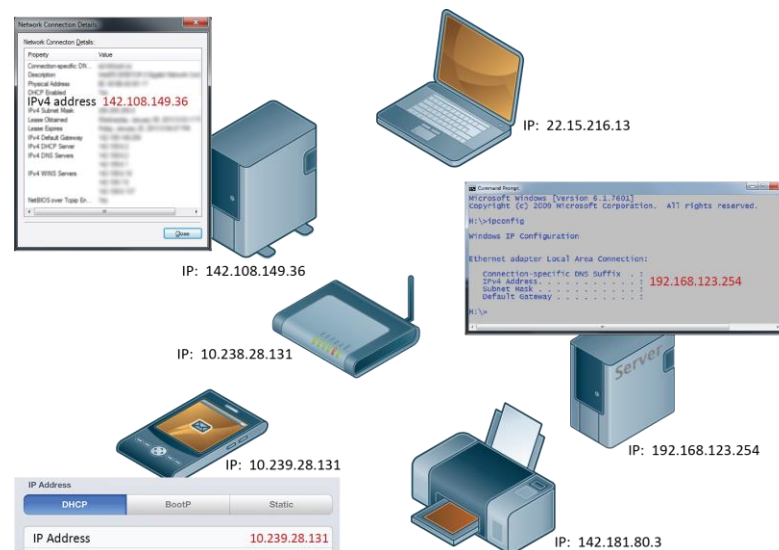 Network Connection Details
Network Connection Details:
Property Value
Connection-specific DN...
Description
Physical Address
DHCP Enabled
IPv4 address 142.108.149.36
IPv4 Subnet Mask
Lease Obtained
Lease Expires
IPv4 Default Gateway
IPv4 DHCP Server
IPv4 DNS Servers
IPv4 WINS Servers
NetBIOS over Tcpip En...
Close
IP: 142.108.149.36
IP: 22.15.216.13
Command Prompt
Microsoft Windows [Version 6.1.7601]
Copyright (c) 2009 Microsoft Corporation. All rights reserved.
H:\>ipconfig
Windows IP Configuration
Ethernet adapter Local Area Connection:
Connection-specific DNS Suffix . :
IPv4 Address. . . . . . . . . . . : 192.168.123.254
Subnet Mask . . . . . . . . . . . :
Default Gateway . . . . . . . . . :
H:\>
IP: 10.238.28.131
Server
IP: 192.168.123.254
IP: 10.239.28.131
IP Address
DHCP BootP Static
IP Address 10.239.28.131
IP: 142.181.80.3